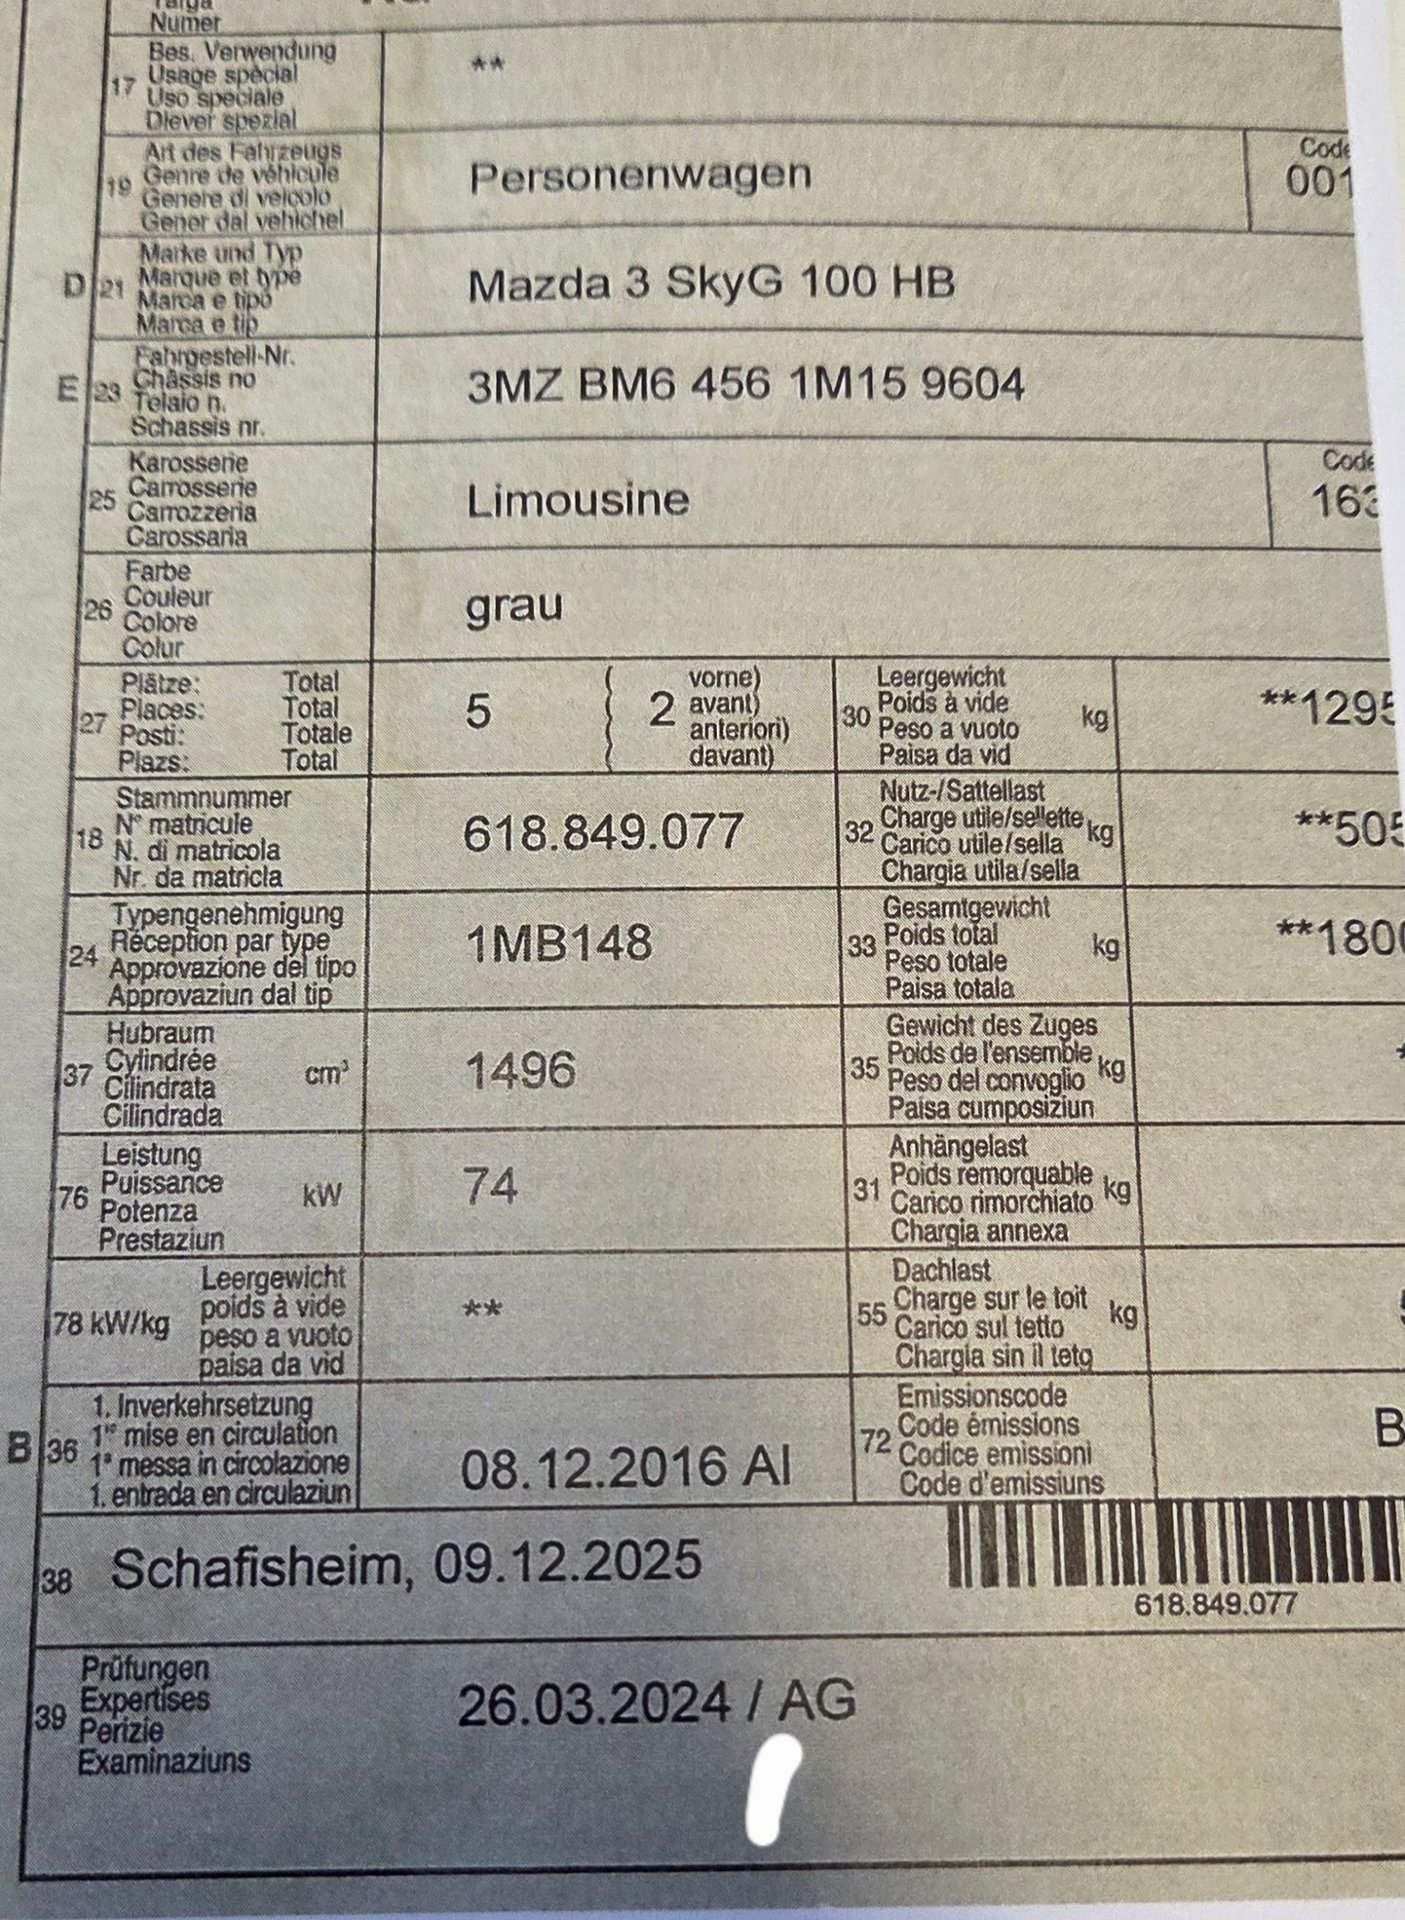 Targa
Numer
17 Bes. Verwendung
Usage spécial
Uso speciale
Diever spezial
**
19 Art des Fahrzeugs
Genre de véhicule
Genere di veicolo
Gener dal vehichel
Personenwagen
Code
001
D 21 Marke und Typ
Marque et type
Marca e tipo
Marca e tip
Mazda 3 SkyG 100 HB
E 23 Fahrgestell-Nr.
Châssis no
Telaio n.
Schassis nr.
3MZ BM6 456 1M15 9604
25 Karosserie
Carrosserie
Carrozzeria
Carossaria
Limousine
Code
163
26 Farbe
Couleur
Colore
Colur
grau
27 Plätze: Total
Places: Total
Posti: Totale
Plazs: Total
5 ( 2 vorne)
( avant)
( anteriori)
( davant)
30 Leergewicht
Poids à vide
Peso a vuoto
Paisa da vid
kg
**1295
18 Stammnummer
N° matricule
N. di matricola
Nr. da matricla
618.849.077
32 Nutz-/Sattellast
Charge utile/sellette
Carico utile/sella
Chargia utila/sella
kg
**505
24 Typengenehmigung
Réception par type
Approvazione del tipo
Approvaziun dal tip
1MB148
33 Gesamtgewicht
Poids total
Peso totale
Paisa totala
kg
**1800
37 Hubraum
Cylindrée
Cilindrata
Cilindrada
cm³
1496
35 Gewicht des Zuges
Poids de l'ensemble
Peso del convoglio
Paisa cumposiziun
kg
*
76 Leistung
Puissance
Potenza
Prestaziun
kW
74
31 Anhängelast
Poids remorquable
Carico rimorchiato
Chargia annexa
kg
78 kW/kg Leergewicht
poids à vide
peso a vuoto
paisa da vid
**
55 Dachlast
Charge sur le toit
Carico sul tetto
Chargia sin il tetg
kg
B 36 1. Inverkehrsetzung
1re mise en circulation
1a messa in circolazione
1. entrada en circulaziun
08.12.2016 AI
72 Emissionscode
Code émissions
Codice emissioni
Code d'emissiuns
B
38 Schafisheim, 09.12.2025
618.849.077
39 Prüfungen
Expertises
Perizie
Examinaziuns
26.03.2024 / AG